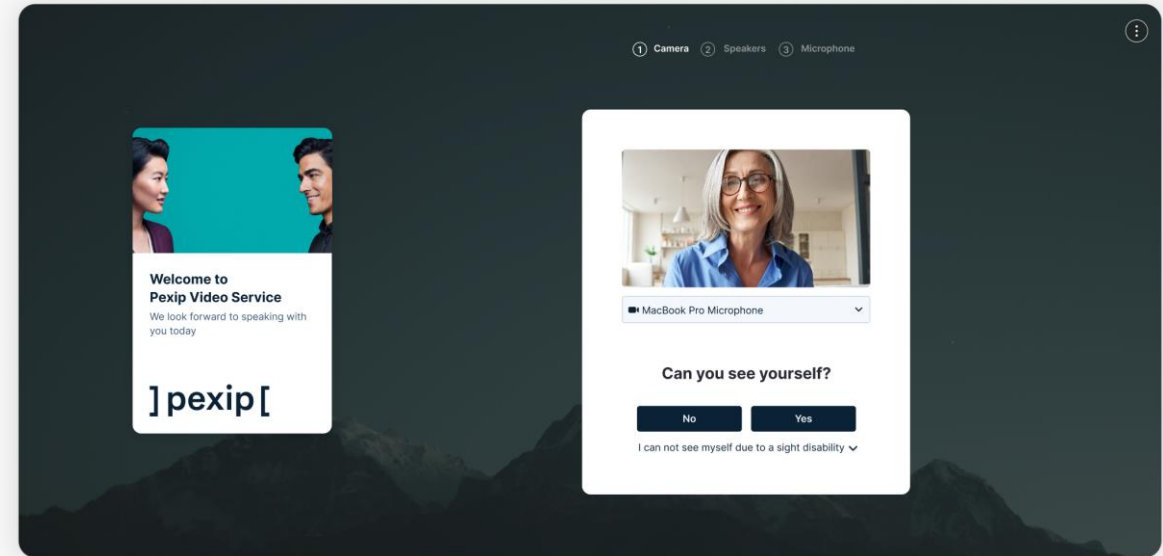 1 Camera 2 Speakers 3 Microphone
Welcome to
Pexip Video Service
We look forward to speaking with
you today
]pexip[
MacBook Pro Microphone
Can you see yourself?
No Yes
I can not see myself due to a sight disability